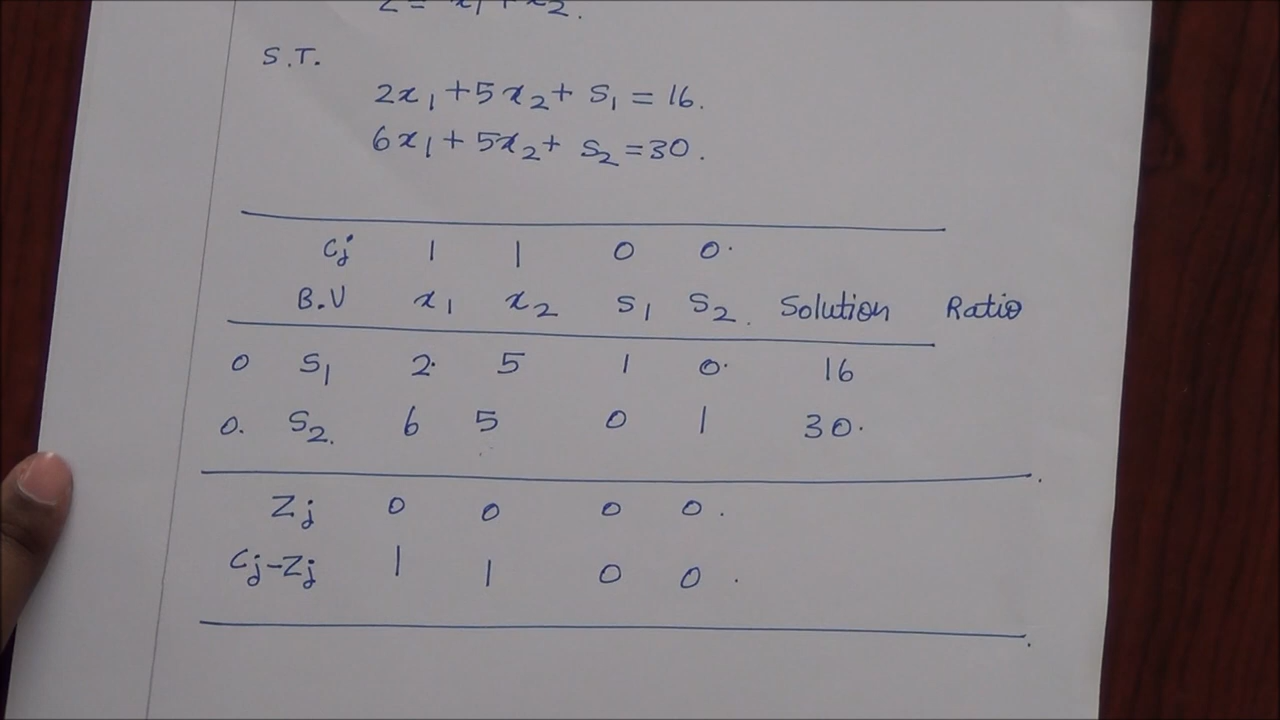 Z = x₁ + x₂.
S.T.
2x₁ + 5x₂ + S₁ = 16.
6x₁ + 5x₂ + S₂ = 30.
Cj 1 1 0 0.
B.V x₁ x₂ S₁ S₂. Solution Ratio
0 S₁ 2. 5 1 0. 16
0. S₂. 6 5 0 1 30.
Zj 0 0 0 0.
Cj-Zj 1 1 0 0.